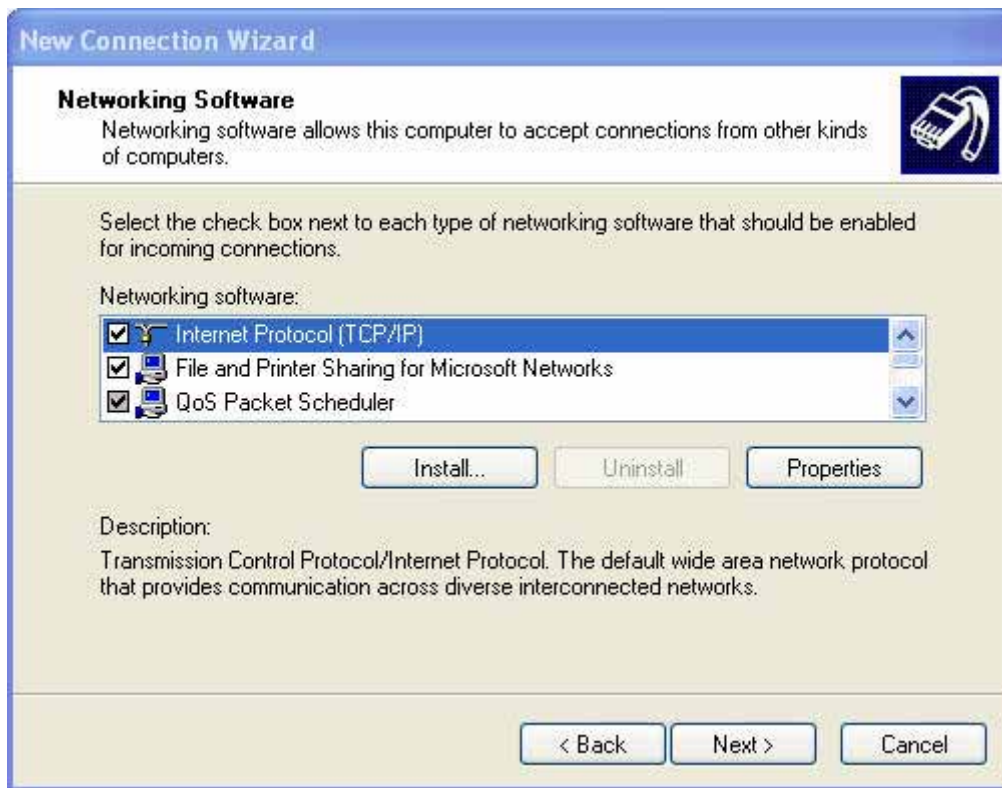 New Connection Wizard
Networking Software
Networking software allows this computer to accept connections from other kinds
of computers.
Select the check box next to each type of networking software that should be enabled
for incoming connections.
Networking software:
Internet Protocol (TCP/IP)
File and Printer Sharing for Microsoft Networks
QoS Packet Scheduler
Install... Uninstall Properties
Description:
Transmission Control Protocol/Internet Protocol. The default wide area network protocol
that provides communication across diverse interconnected networks.
< Back Next > Cancel